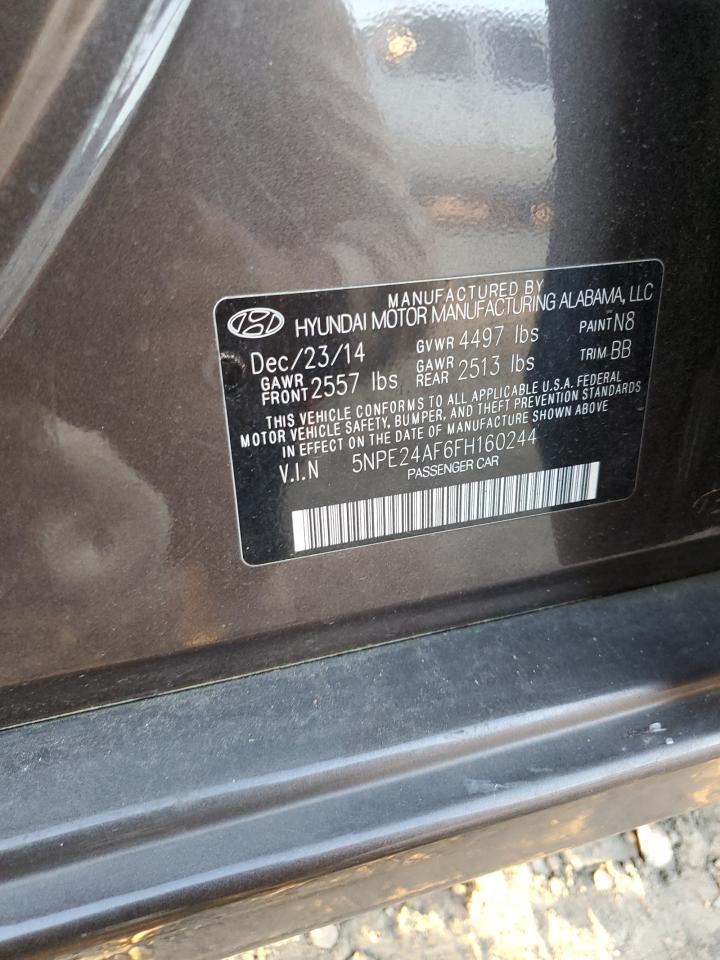 MANUFACTURED BY
HYUNDAI MOTOR MANUFACTURING ALABAMA, LLC
Dec/23/14 GVWR 4497 lbs PAINT N8
GAWR FRONT 2557 lbs GAWR REAR 2513 lbs TRIM BB
THIS VEHICLE CONFORMS TO ALL APPLICABLE U.S.A. FEDERAL
MOTOR VEHICLE SAFETY, BUMPER, AND THEFT PREVENTION STANDARDS
IN EFFECT ON THE DATE OF MANUFACTURE SHOWN ABOVE
V.I.N 5NPE24AF6FH160244
PASSENGER CAR